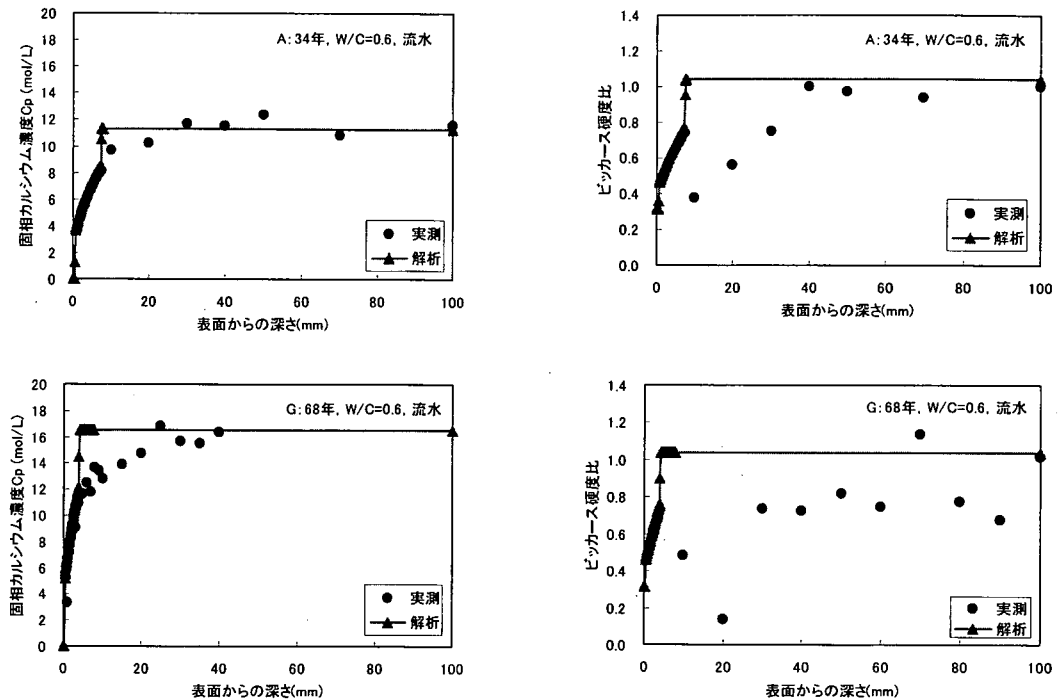 A:34年, W/C=0.6, 流水
固相カルシウム濃度Cp (mol/L)
20
18
16
14
12
10
8
6
4
2
0
実測
解析
0 20 40 60 80 100
表面からの深さ(mm)
A:34年, W/C=0.6, 流水
ビッカース硬度比
1.4
1.2
1.0
0.8
0.6
0.4
0.2
0.0
実測
解析
0 20 40 60 80 100
表面からの深さ(mm)
G:68年, W/C=0.6, 流水
固相カルシウム濃度Cp (mol/L)
20
18
16
14
12
10
8
6
4
2
0
実測
解析
0 20 40 60 80 100
表面からの深さ(mm)
G:68年, W/C=0.6, 流水
ビッカース硬度比
1.4
1.2
1.0
0.8
0.6
0.4
0.2
0.0
実測
解析
0 20 40 60 80 100
表面からの深さ(mm)